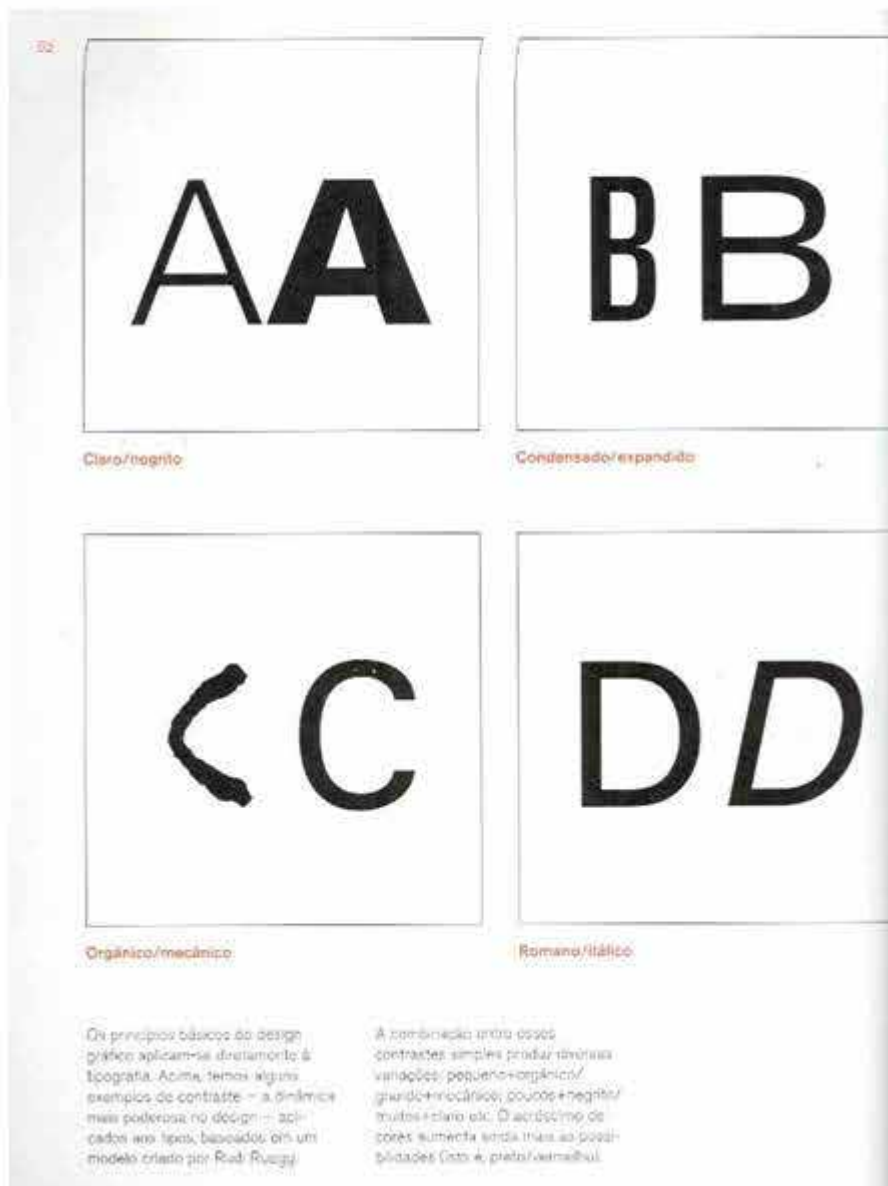 52
AA
BB
Claro/negrito
Condensado/expandido
C C
DD
Orgânico/mecânico
Romano/itálico
Os princípios básicos do design
gráfico aplicam-se diretamente à
tipografia. Acima, temos alguns
exemplos de contraste – a dinâmica
mais poderosa no design – apli-
cados aos tipos, baseados em um
modelo criado por Rudi
A combinação entre esses
contrastes simples produz diversas
variações: pequeno+orgânico/
grande+mecânico; poucos+negrito/
muitos+claro etc. O acréscimo de
cores aumenta ainda mais as possi-
bilidades (isto é, preto/vermelho).